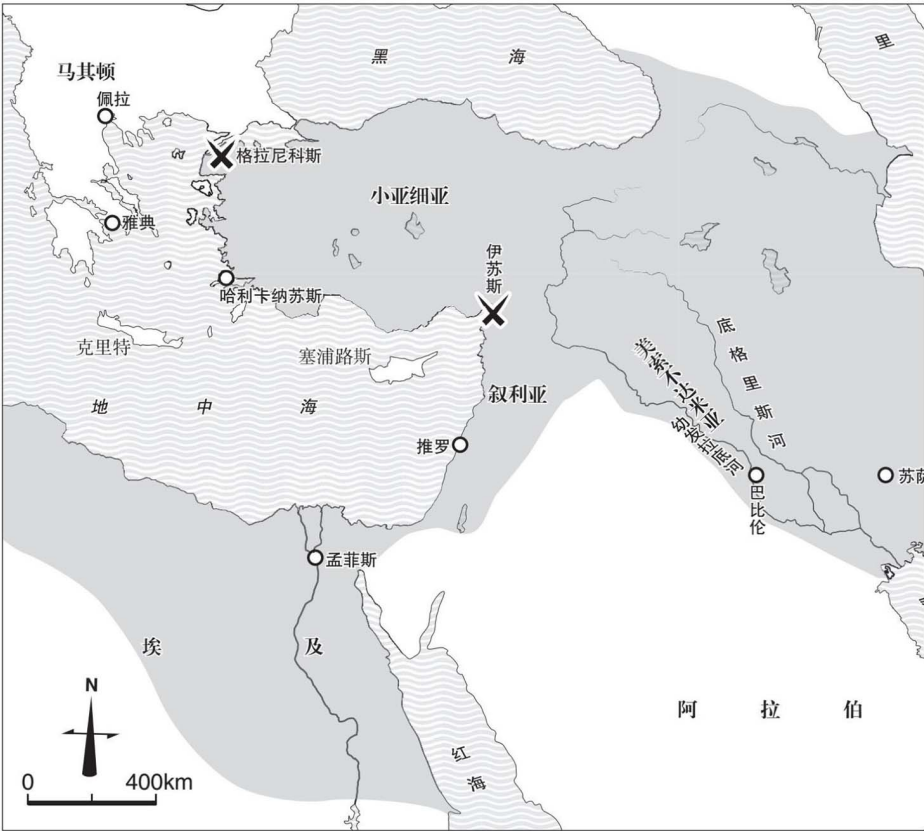 黑海
里
马其顿
佩拉
格拉尼科斯
小亚细亚
雅典
伊苏斯
哈利卡纳苏斯
克里特
塞浦路斯
底格里斯河
美索不达米亚
叙利亚
地中海
幼发拉底河
推罗
苏萨
巴比伦
孟菲斯
埃及
阿拉伯
红海
N
0 400km